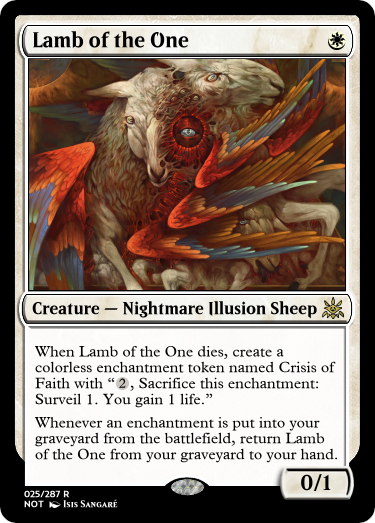 Lamb of the One
Creature — Nightmare Illusion Sheep
When Lamb of the One dies, create a
colorless enchantment token named Crisis of
Faith with “2, Sacrifice this enchantment:
Surveil 1. You gain 1 life.”
Whenever an enchantment is put into your
graveyard from the battlefield, return Lamb
of the One from your graveyard to your hand.
0/1
025/287 R
NOT Isis Sangaré